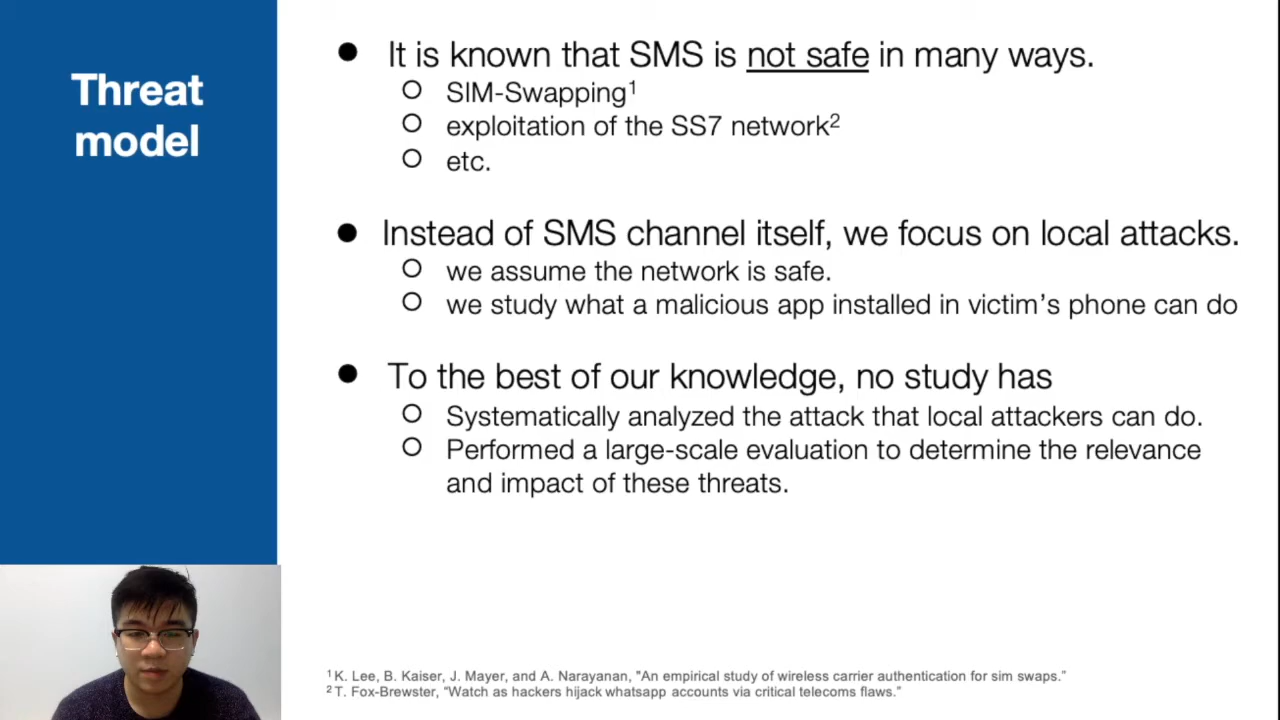 Threat
model
● It is known that SMS is not safe in many ways.
○ SIM-Swapping¹
○ exploitation of the SS7 network²
○ etc.
● Instead of SMS channel itself, we focus on local attacks.
○ we assume the network is safe.
○ we study what a malicious app installed in victim's phone can do
● To the best of our knowledge, no study has
○ Systematically analyzed the attack that local attackers can do.
○ Performed a large-scale evaluation to determine the relevance
and impact of these threats.
¹ K. Lee, B. Kaiser, J. Mayer, and A. Narayanan, "An empirical study of wireless carrier authentication for sim swaps."
² T. Fox-Brewster, "Watch as hackers hijack whatsapp accounts via critical telecoms flaws."